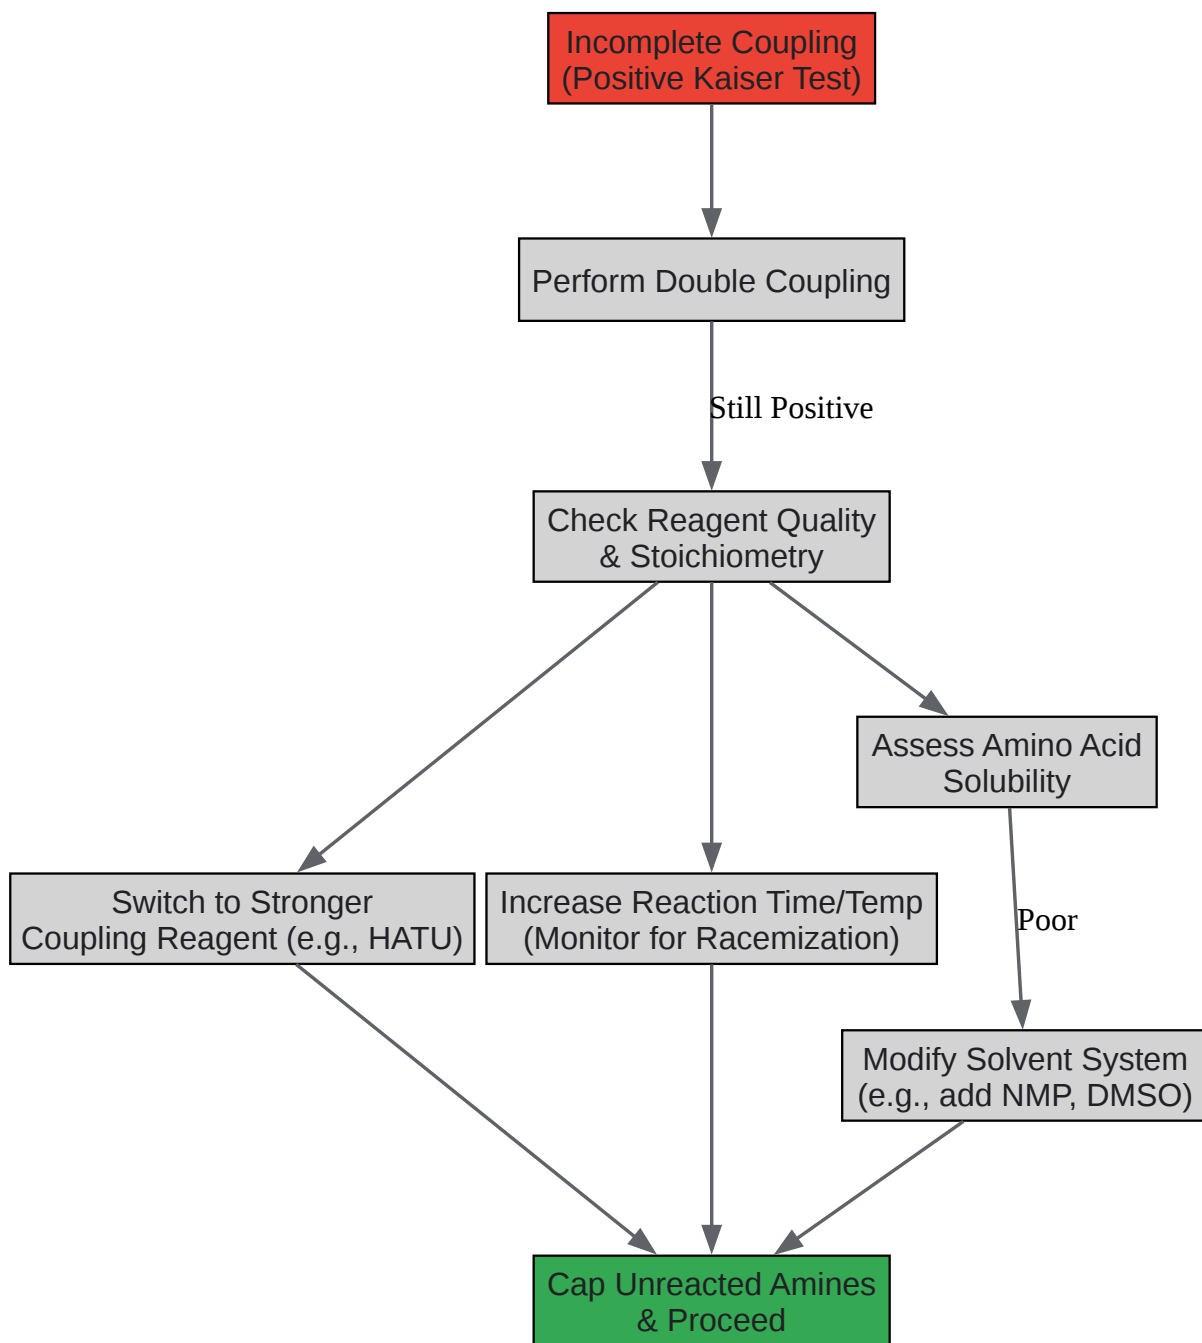 Incomplete Coupling
(Positive Kaiser Test)
Perform Double Coupling
Still Positive
Check Reagent Quality
& Stoichiometry
Assess Amino Acid
Solubility
Switch to Stronger
Coupling Reagent (e.g., HATU)
Increase Reaction Time/Temp
(Monitor for Racemization)
Poor
Modify Solvent System
(e.g., add NMP, DMSO)
Cap Unreacted Amines
& Proceed